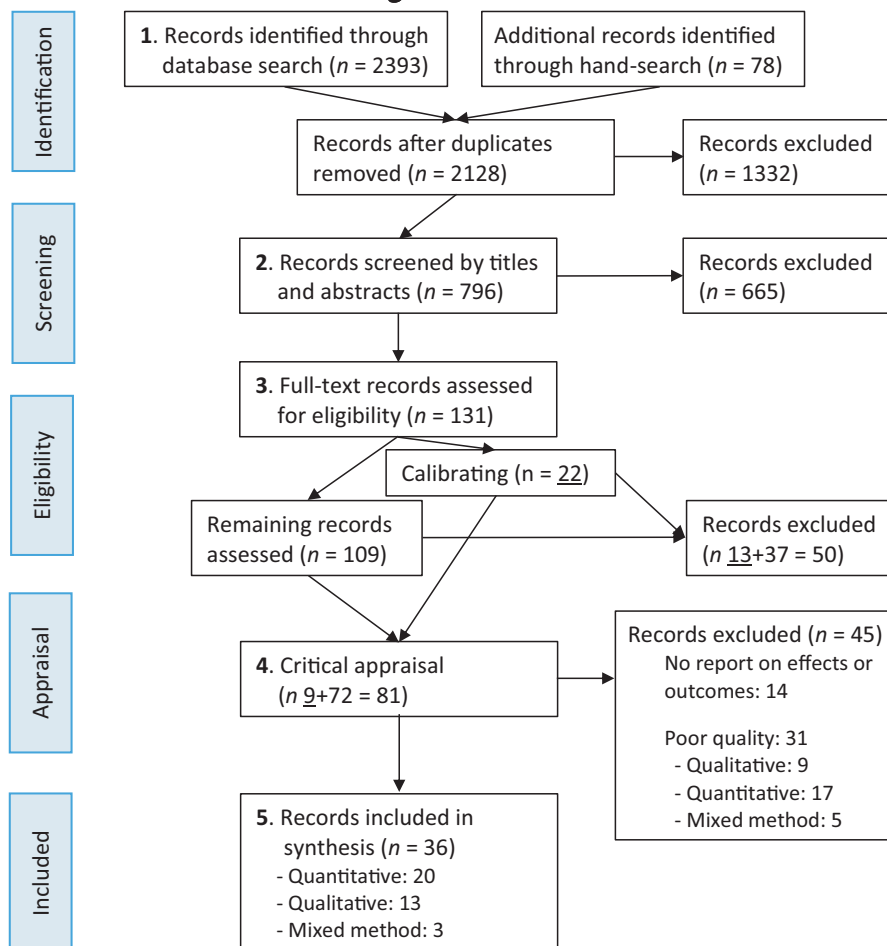 Identification
1. Records identified through
database search (n = 2393)
Additional records identified
through hand-search (n = 78)
Records after duplicates
removed (n = 2128)
Records excluded
(n = 1332)
Screening
2. Records screened by titles
and abstracts (n = 796)
Records excluded
(n = 665)
Eligibility
3. Full-text records assessed
for eligibility (n = 131)
Calibrating (n = 22)
Remaining records
assessed (n = 109)
Records excluded
(n 13+37 = 50)
Appraisal
4. Critical appraisal
(n 9+72 = 81)
Records excluded (n = 45)
No report on effects or
outcomes: 14
Poor quality: 31
- Qualitative: 9
- Quantitative: 17
- Mixed method: 5
Included
5. Records included in
synthesis (n = 36)
- Quantitative: 20
- Qualitative: 13
- Mixed method: 3